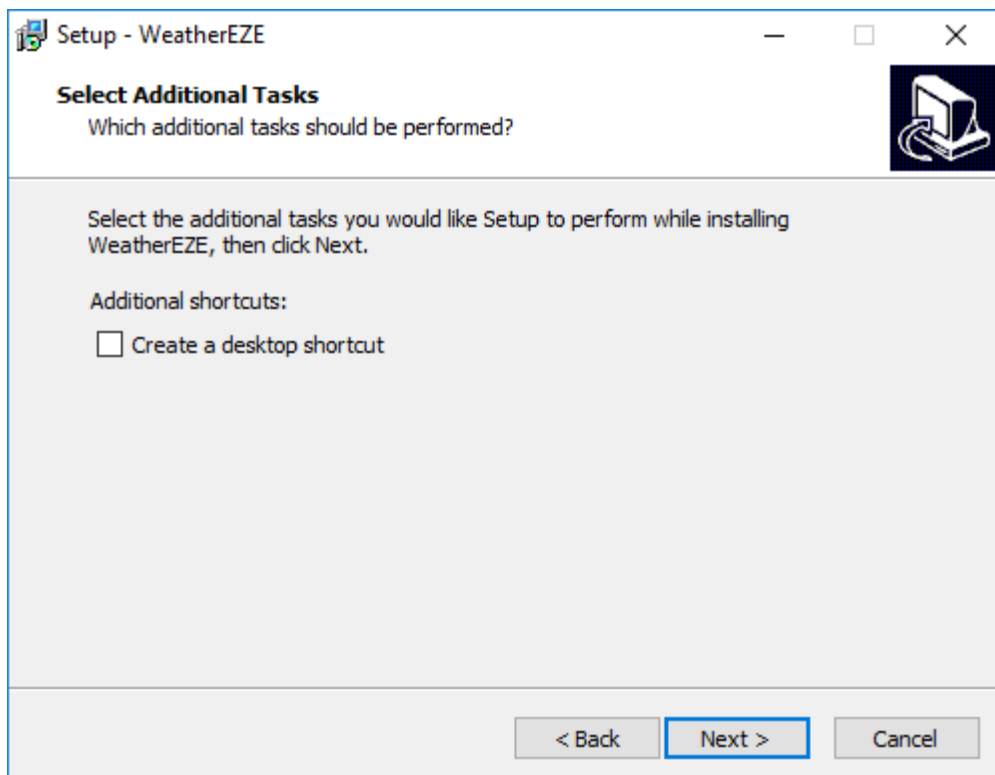 Setup - WeatherEZE
Select Additional Tasks
Which additional tasks should be performed?
Select the additional tasks you would like Setup to perform while installing
WeatherEZE, then click Next.
Additional shortcuts:
Create a desktop shortcut
< Back
Next >
Cancel